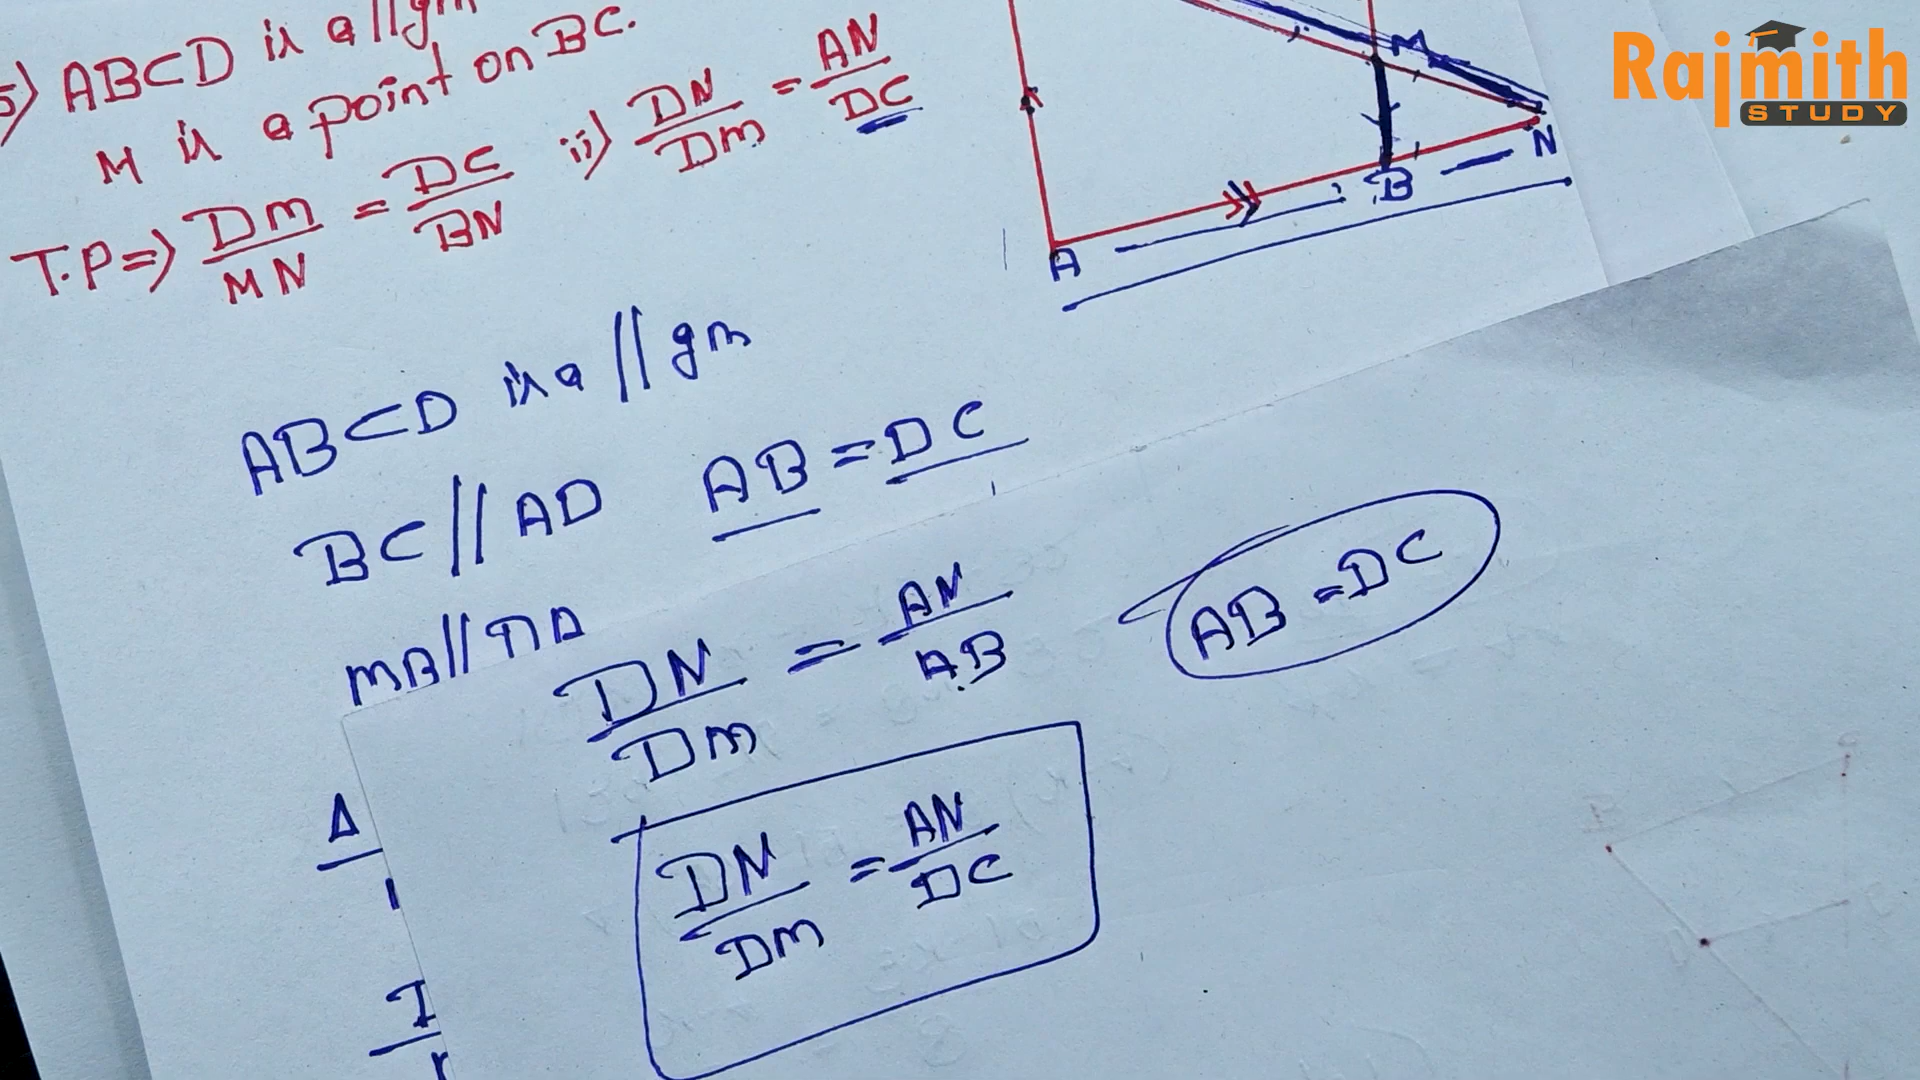 5) ABCD is a //gm
M is a point on BC.
T.P => DM/MN = DC/BN ii) DN/DM = AN/DC
M
N
B
A
Rajmith
STUDY
ABCD is a //gm
BC // AD AB = DC
MB // DA
DN/DM = AN/AB
AB = DC
DN/DM = AN/DC
Δ